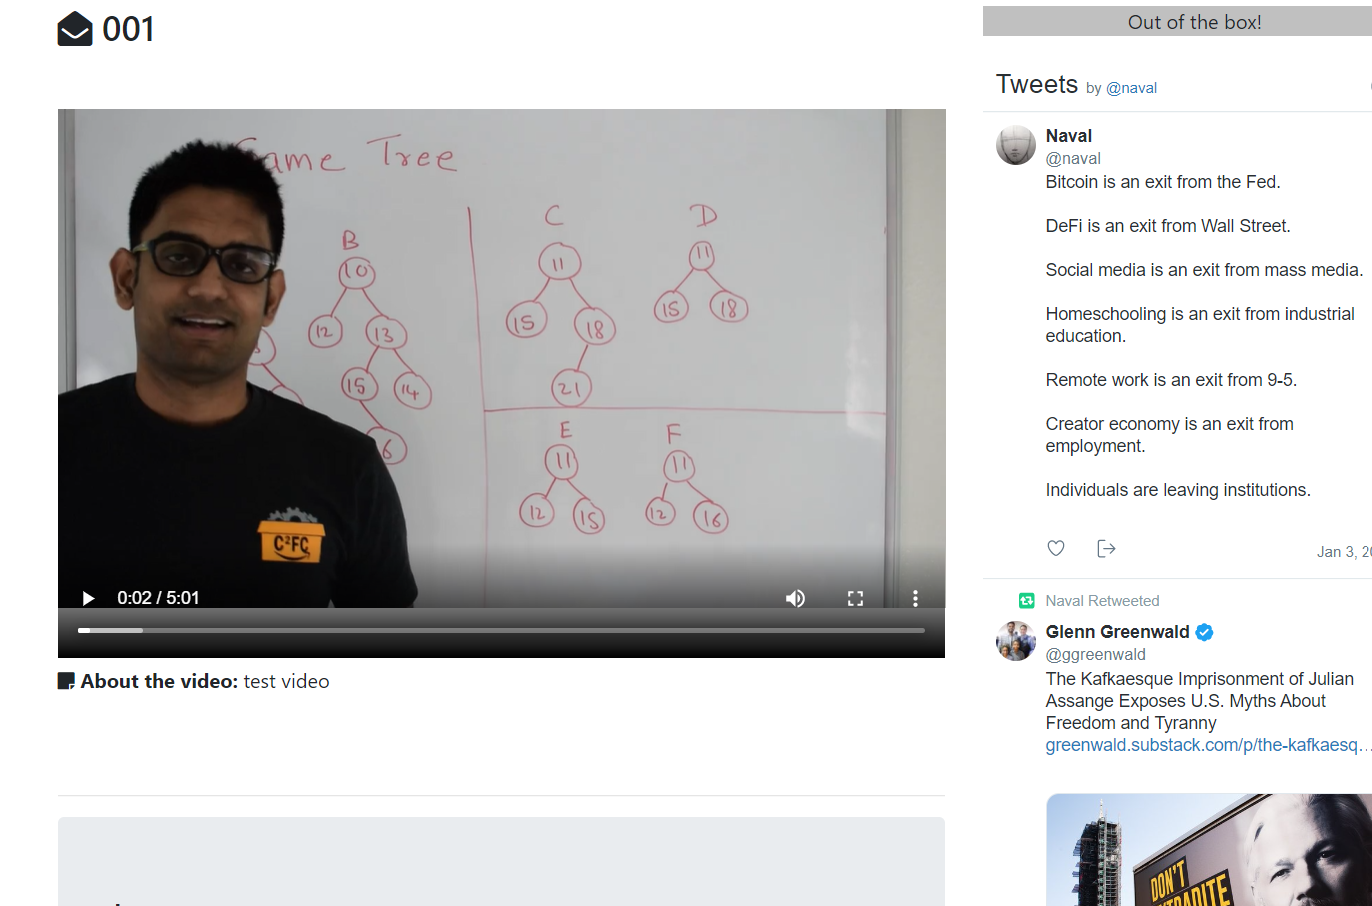 001
Same Tree
B
10
12 13
15 14
6
C
11
15 18
21
D
11
15 18
E
11
12 15
F
11
12 16
C²FC
0:02 / 5:01
About the video: test video
Out of the box!
Tweets by @naval
Naval
@naval
Bitcoin is an exit from the Fed.
DeFi is an exit from Wall Street.
Social media is an exit from mass media.
Homeschooling is an exit from industrial
education.
Remote work is an exit from 9-5.
Creator economy is an exit from
employment.
Individuals are leaving institutions.
Jan 3, 20
Naval Retweeted
Glenn Greenwald
@ggreenwald
The Kafkaesque Imprisonment of Julian
Assange Exposes U.S. Myths About
Freedom and Tyranny
greenwald.substack.com/p/the-kafkaesq…
DON'T